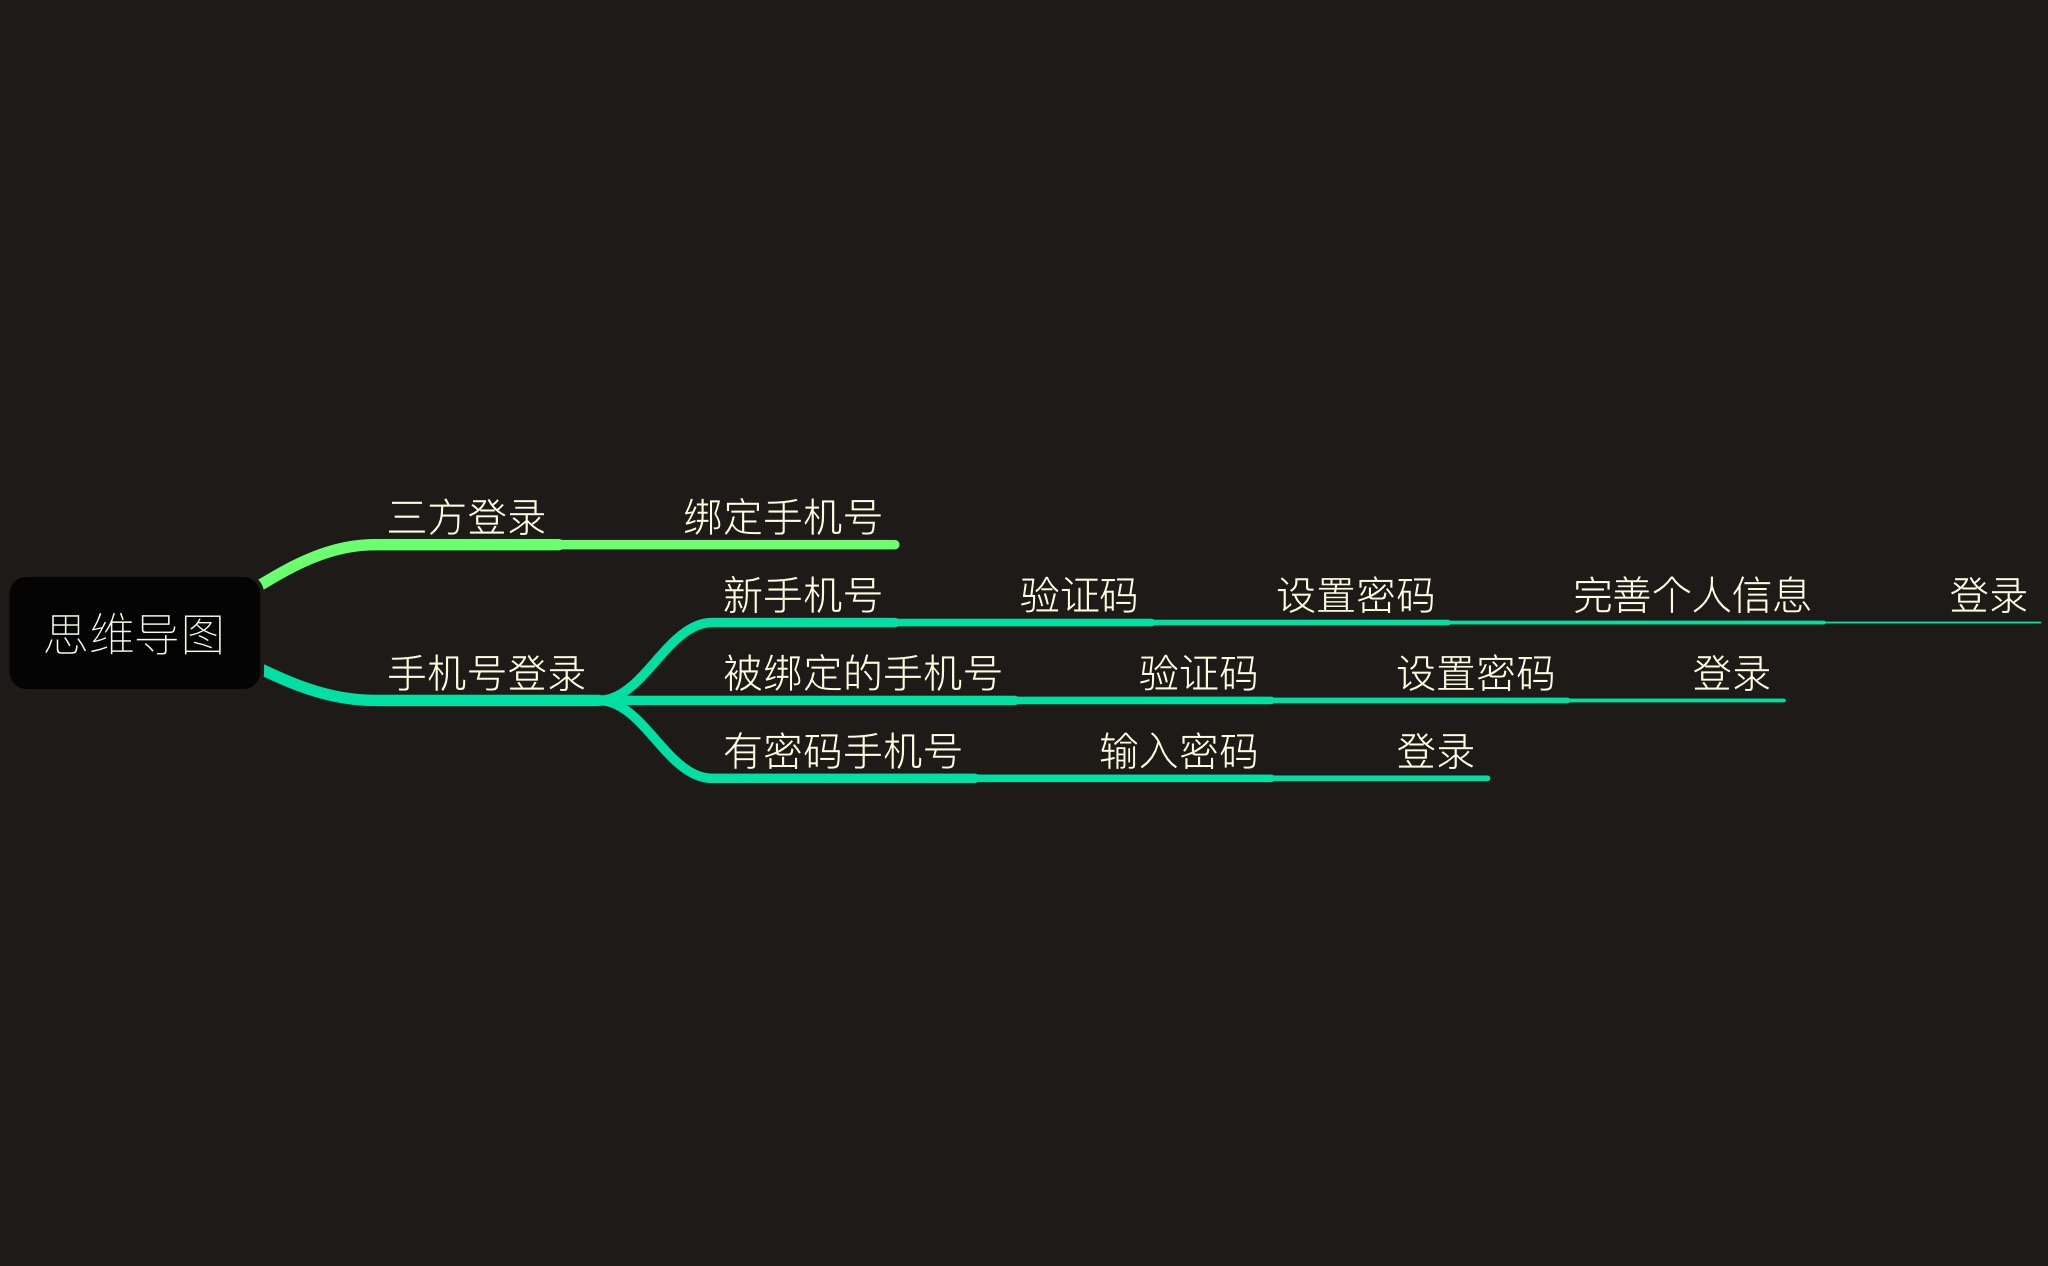 三方登录 绑定手机号
新手机号 验证码 设置密码 完善个人信息 登录
思维导图
手机号登录 被绑定的手机号 验证码 设置密码 登录
有密码手机号 输入密码 登录